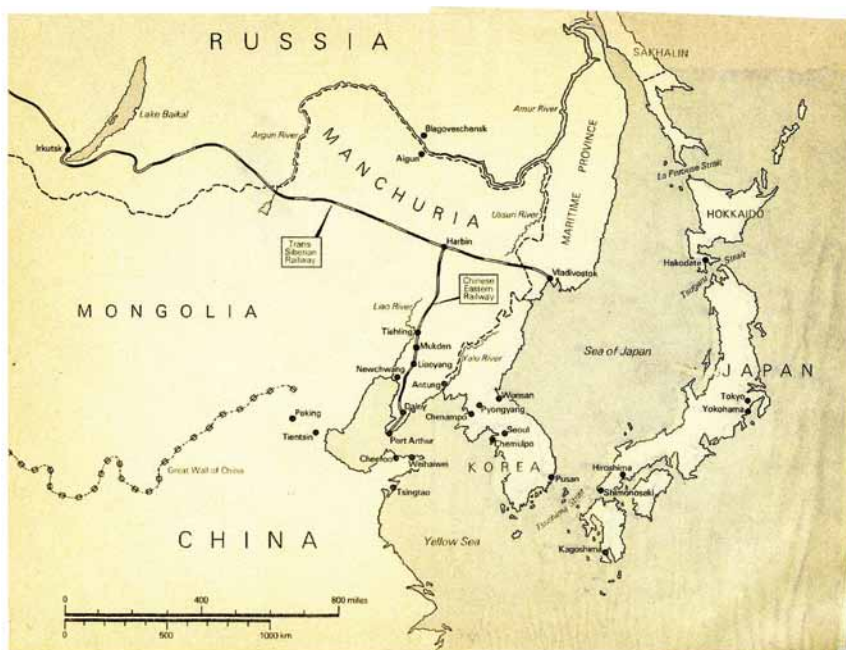 RUSSIA
SAKHALIN
Lake Baikal
Irkutsk
Argun River
Blagoveschensk
Aigun
Amur River
MANCHURIA
MARITIME PROVINCE
La Perouse Strait
HOKKAIDO
Ussuri River
Harbin
Trans
Siberian
Railway
Vladivostok
Hakodate
Tsugaru Strait
Chinese
Eastern
Railway
MONGOLIA
Liao River
Tiehling
Mukden
Liaoyang
Yalu River
Sea of Japan
Newchwang
Antung
JAPAN
Wonsan
Tokyo
Yokohama
Peking
Dalny
Pyongyang
Chinampo
Tientsin
Port Arthur
Seoul
Chemulpo
Great Wall of China
Cheefoo
Weihaiwei
KOREA
Hiroshima
Tsingtao
Pusan
Shimonoseki
Tsushima Strait
CHINA
Yellow Sea
Kagoshima
0 400 800 miles
0 1000 km